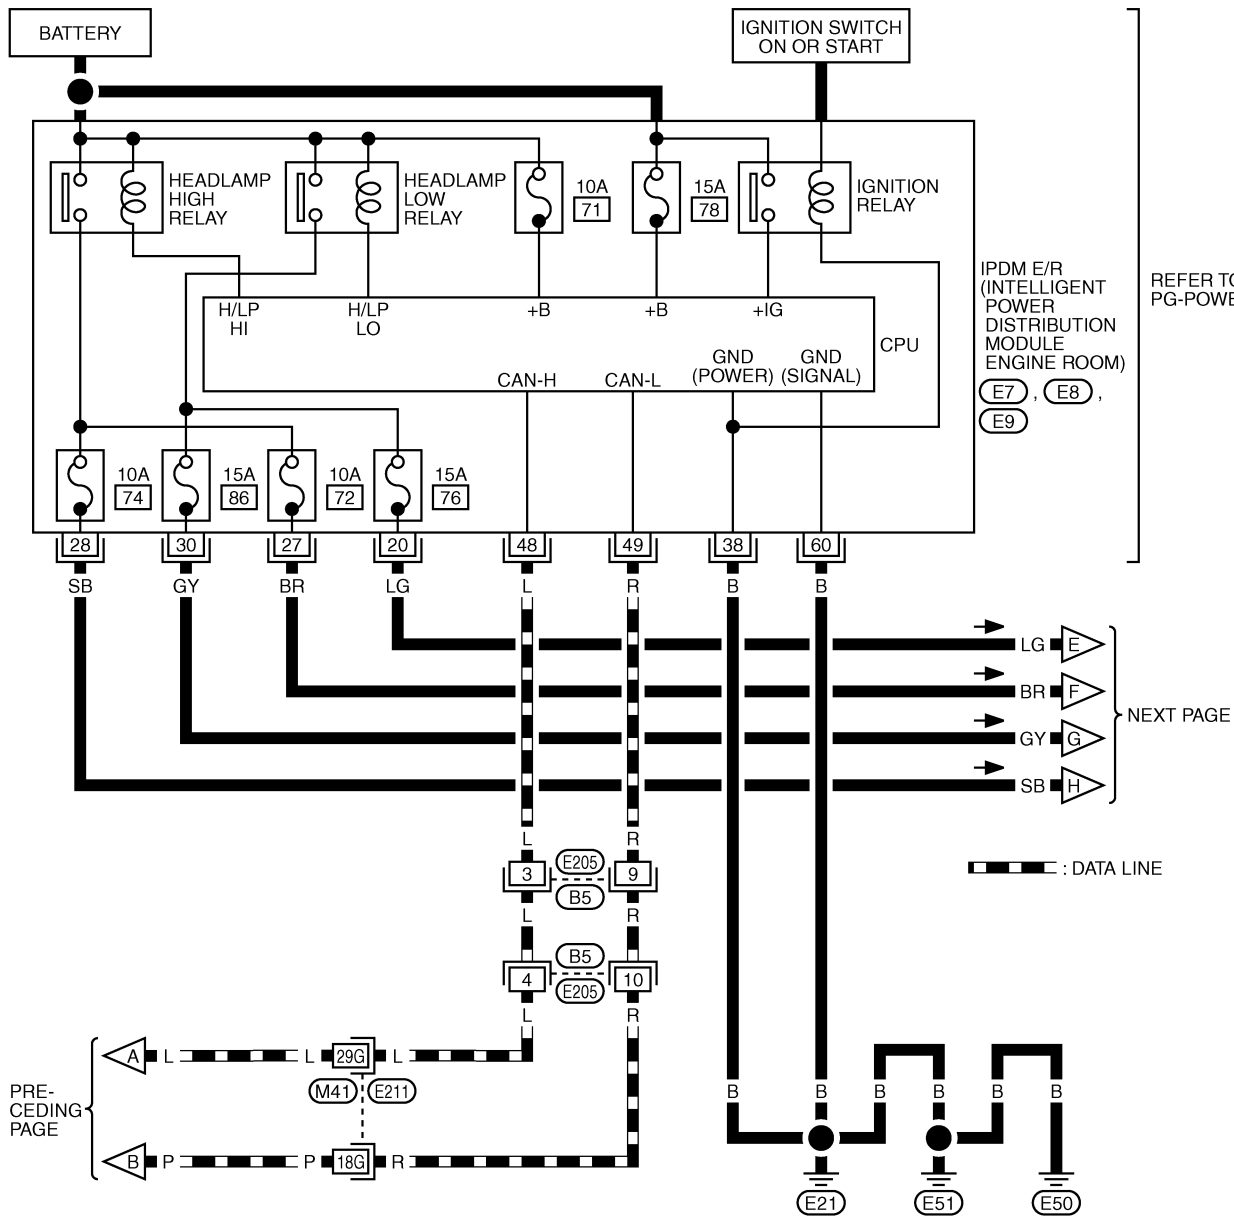 BATTERY
IGNITION SWITCH
ON OR START
HEADLAMP
HIGH
RELAY
HEADLAMP
LOW
RELAY
10A
71
15A
78
IGNITION
RELAY
IPDM E/R
(INTELLIGENT
POWER
DISTRIBUTION
MODULE
ENGINE ROOM)
E7 , E8 ,
E9
REFER TO
PG-POWE
H/LP
HI
H/LP
LO
+B
+B
+IG
CPU
CAN-H
CAN-L
GND
(POWER)
GND
(SIGNAL)
10A
74
15A
86
10A
72
15A
76
28 30 27 20 48 49 38 60
SB GY BR LG L R B B
LG E
BR F
GY G
SB H
NEXT PAGE
L R
3 E205 9
B5
L R
: DATA LINE
B5
4 E205 10
L R
PRE-
CEDING
PAGE
A L L 29G L
M41 E211
B P P 18G R
B B B B B B
E21 E51 E50